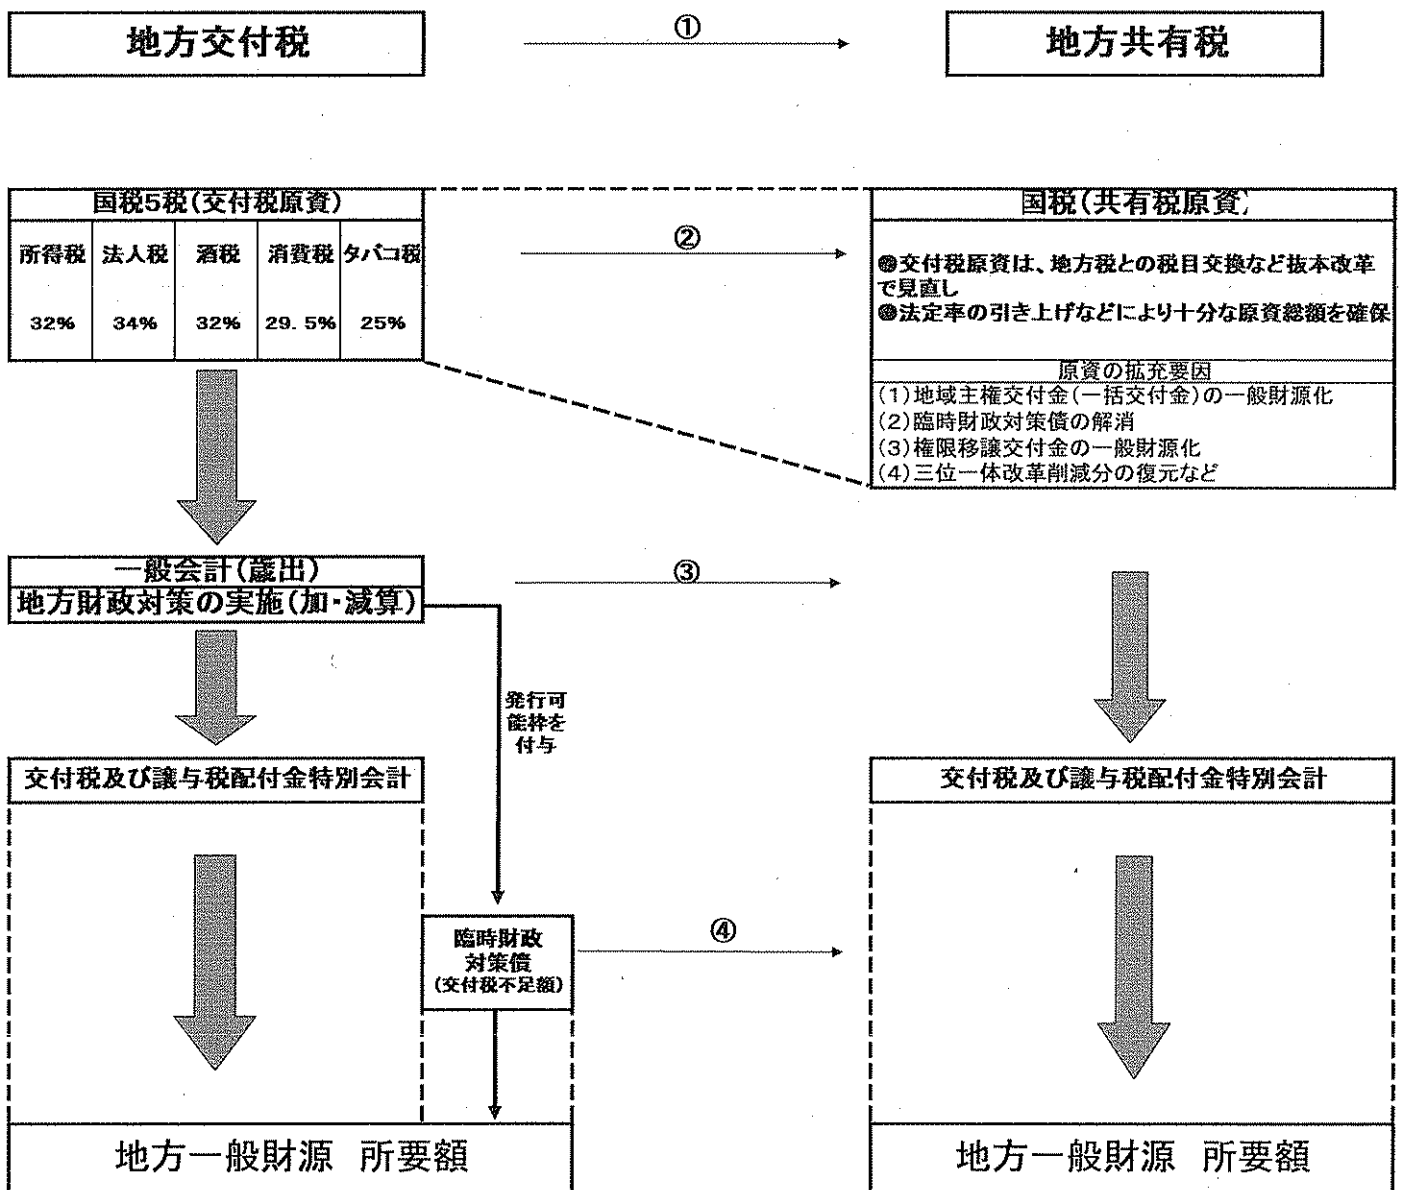 地方交付税
①
地方共有税
国税5税(交付税原資)
所得税 法人税 酒税 消費税 タバコ税
32% 34% 32% 29.5% 25%
②
国税(共有税原資)
●交付税原資は、地方税との税目交換など抜本改革
で見直し
●法定率の引き上げなどにより十分な原資総額を確保
原資の拡充要因
(1)地域主権交付金(一括交付金)の一般財源化
(2)臨時財政対策債の解消
(3)権限移譲交付金の一般財源化
(4)三位一体改革削減分の復元など
一般会計(歳出)
地方財政対策の実施(加・減算)
③
発行可
能枠を
付与
交付税及び譲与税配付金特別会計
交付税及び譲与税配付金特別会計
臨時財政
対策債
(交付税不足額)
④
地方一般財源 所要額
地方一般財源 所要額